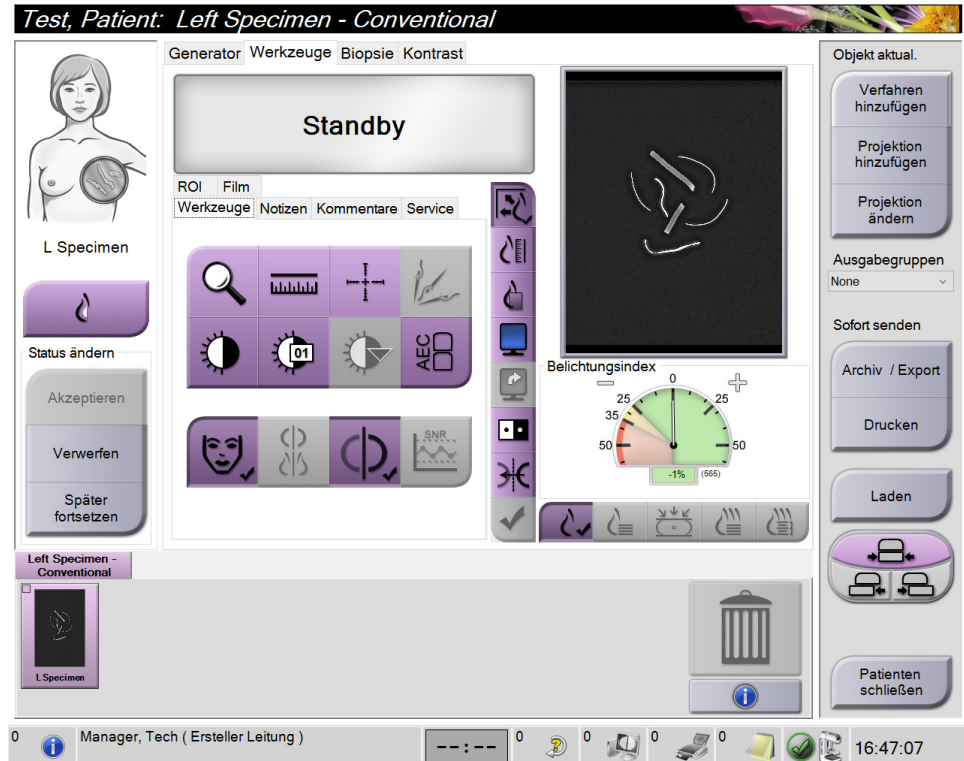 Test, Patient: Left Specimen - Conventional
Generator Werkzeuge Biopsie Kontrast
Standby
ROI Film
Werkzeuge Notizen Kommentare Service
01
AEC
SNR
L Specimen
Status ändern
Akzeptieren
Verwerfen
Später
fortsetzen
Belichtungsindex
0
25 25
35
50 50
-1% (565)
Objekt aktual.
Verfahren
hinzufügen
Projektion
hinzufügen
Projektion
ändern
Ausgabegruppen
None
Sofort senden
Archiv / Export
Drucken
Laden
Patienten
schließen
Left Specimen -
Conventional
L Specimen
0 Manager, Tech ( Ersteller Leitung ) --:-- 0 0 0 0 16:47:07